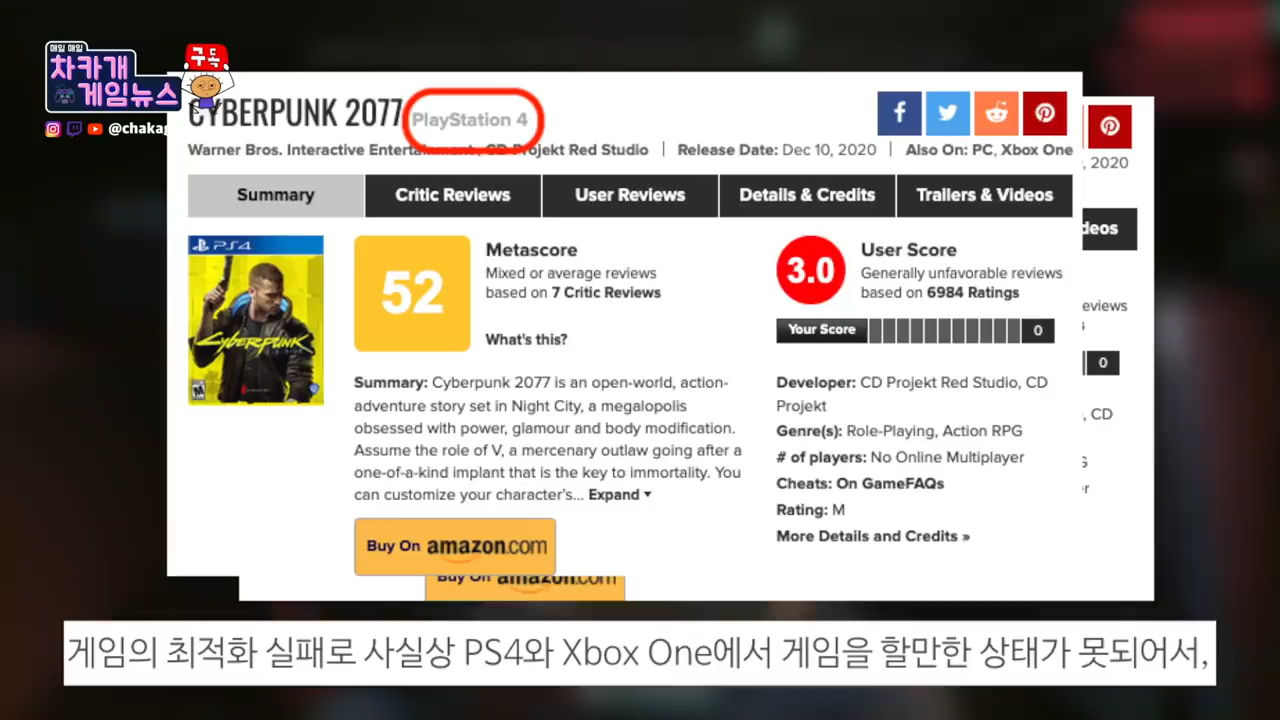 매일 매일
차카개
게임뉴스
구독
@chakag
CYBERPUNK 2077 PlayStation 4
Warner Bros. Interactive Entertainment, CD Projekt Red Studio | Release Date: Dec 10, 2020 | Also On: PC, Xbox One
, 2020
Summary Critic Reviews User Reviews Details & Credits Trailers & Videos
deos
PS4
CYBERPUNK
52
Metascore
Mixed or average reviews
based on 7 Critic Reviews
What's this?
3.0
User Score
Generally unfavorable reviews
based on 6984 Ratings
Your Score 0
eviews
0
Summary: Cyberpunk 2077 is an open-world, action-
adventure story set in Night City, a megalopolis
obsessed with power, glamour and body modification.
Assume the role of V, a mercenary outlaw going after a
one-of-a-kind implant that is the key to immortality. You
can customize your character's... Expand
Buy On amazon.com
Buy On amazon.com
Developer: CD Projekt Red Studio, CD
Projekt
Genre(s): Role-Playing, Action RPG
# of players: No Online Multiplayer
Cheats: On GameFAQs
Rating: M
More Details and Credits »
, CD
게임의 최적화 실패로 사실상 PS4와 Xbox One에서 게임을 할만한 상태가 못되어서,